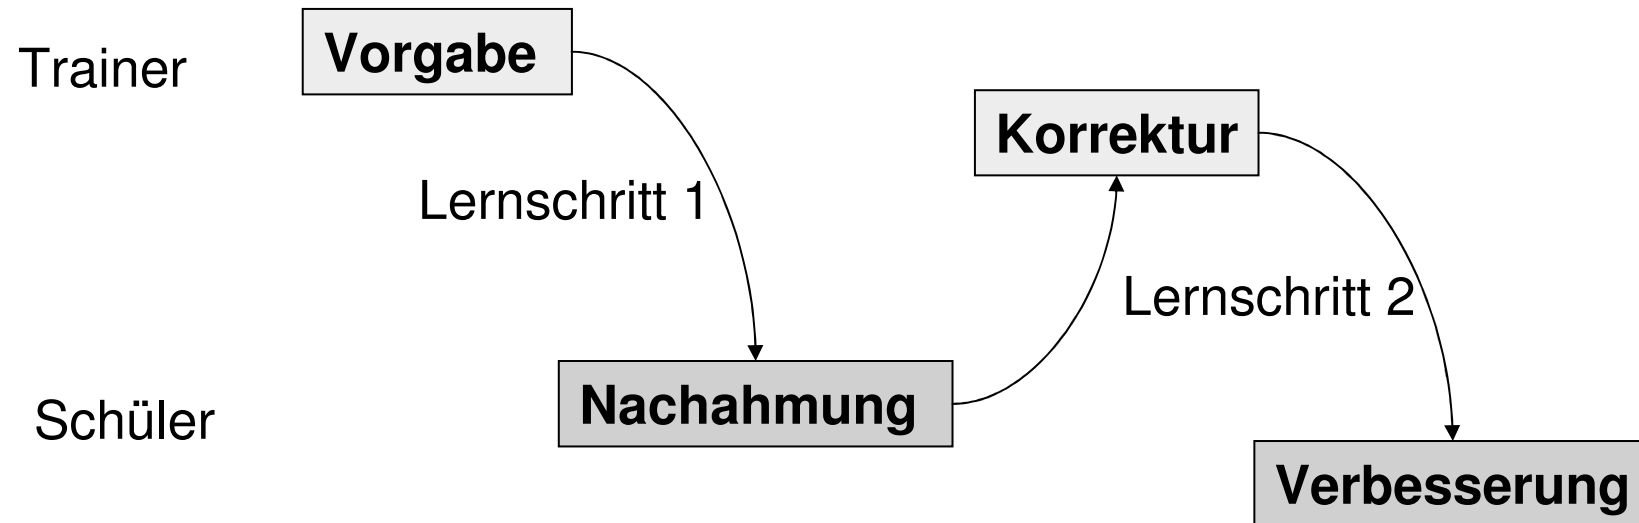 Trainer
Vorgabe
Korrektur
Lernschritt 1
Lernschritt 2
Schüler
Nachahmung
Verbesserung